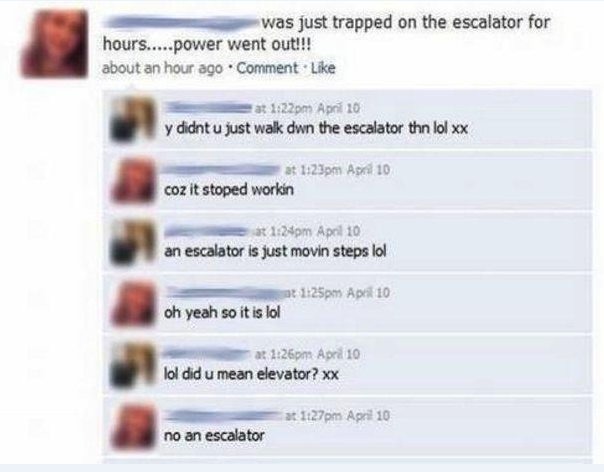 was just trapped on the escalator for
hours.....power went out!!!
about an hour ago · Comment · Like
at 1:22pm April 10
y didnt u just walk dwn the escalator thn lol xx
at 1:23pm April 10
coz it stoped workin
at 1:24pm April 10
an escalator is just movin steps lol
at 1:25pm April 10
oh yeah so it is lol
at 1:26pm April 10
lol did u mean elevator? xx
at 1:27pm April 10
no an escalator